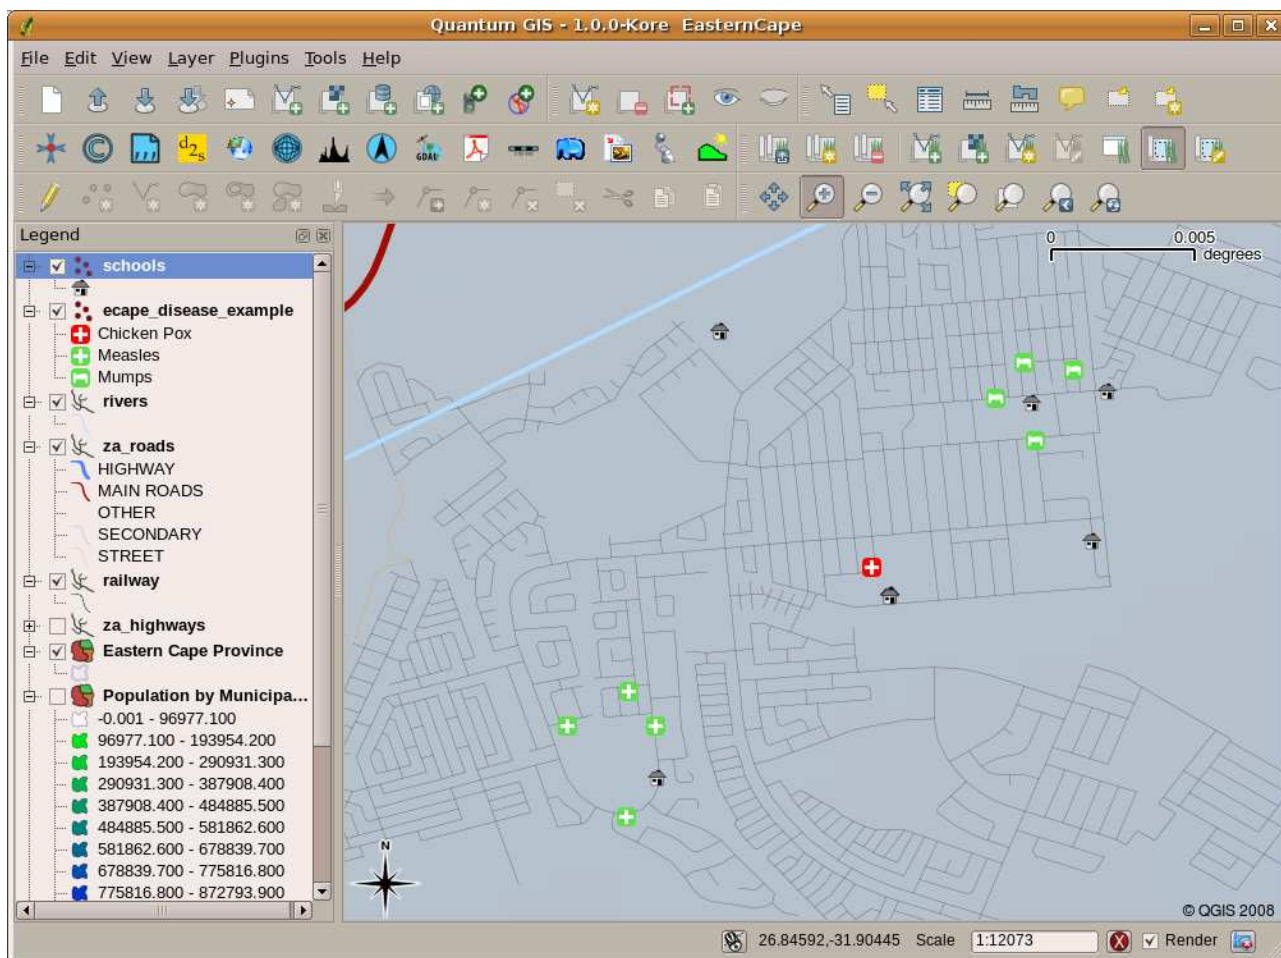 Quantum GIS - 1.0.0-Kore EasternCape
File Edit View Layer Plugins Tools Help
d2s
GDAL
Legend
schools
ecape_disease_example
Chicken Pox
Measles
Mumps
rivers
za_roads
HIGHWAY
MAIN ROADS
OTHER
SECONDARY
STREET
railway
za_highways
Eastern Cape Province
Population by Municipa...
-0.001 - 96977.100
96977.100 - 193954.200
193954.200 - 290931.300
290931.300 - 387908.400
387908.400 - 484885.500
484885.500 - 581862.600
581862.600 - 678839.700
678839.700 - 775816.800
775816.800 - 872793.900
0 0.005
degrees
N
© QGIS 2008
26.84592,-31.90445 Scale 1:12073 Render